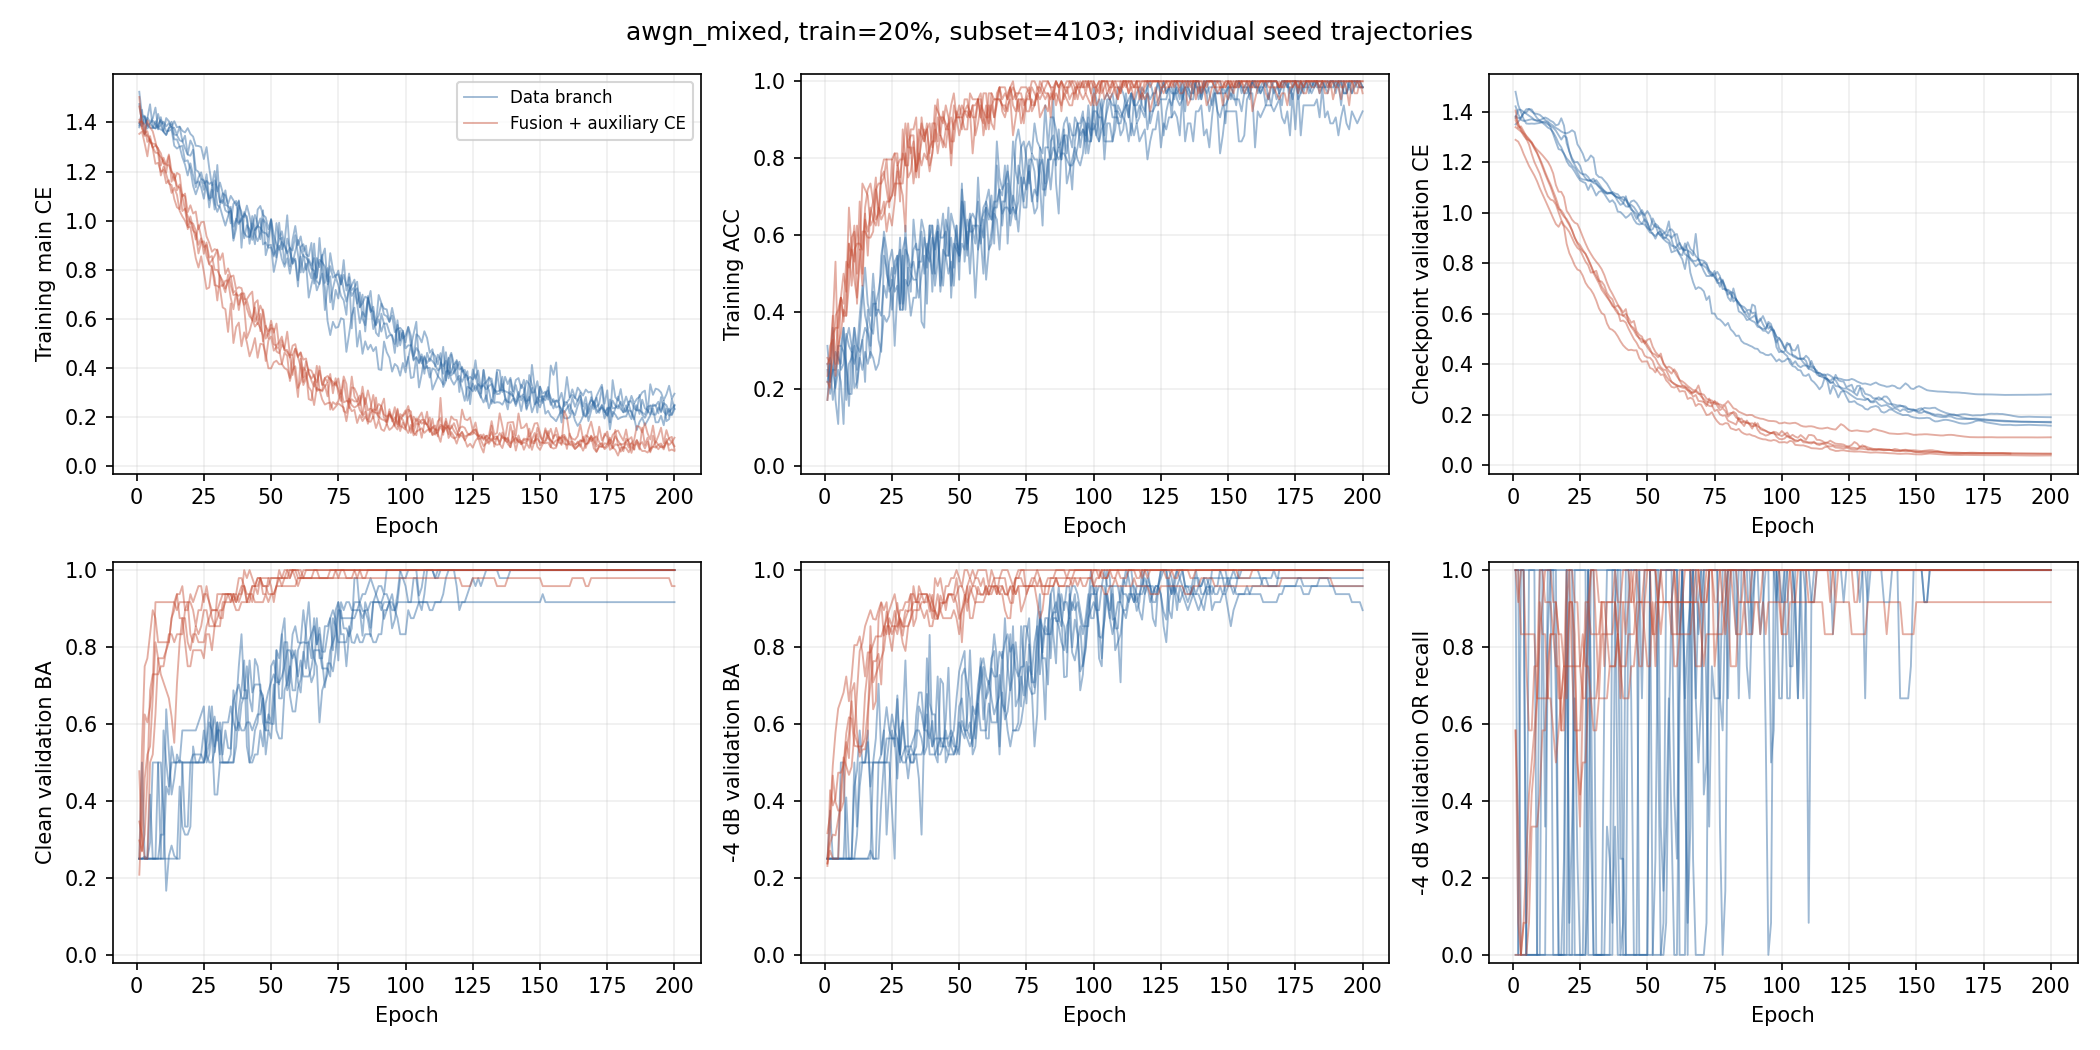 awgn_mixed, train=20%, subset=4103; individual seed trajectories
Training main CE
1.4
1.2
1.0
0.8
0.6
0.4
0.2
0.0
Data branch
Fusion + auxiliary CE
0 25 50 75 100 125 150 175 200
Epoch
Training ACC
1.0
0.8
0.6
0.4
0.2
0.0
0 25 50 75 100 125 150 175 200
Epoch
Checkpoint validation CE
1.4
1.2
1.0
0.8
0.6
0.4
0.2
0.0
0 25 50 75 100 125 150 175 200
Epoch
Clean validation BA
1.0
0.8
0.6
0.4
0.2
0.0
0 25 50 75 100 125 150 175 200
Epoch
-4 dB validation BA
1.0
0.8
0.6
0.4
0.2
0.0
0 25 50 75 100 125 150 175 200
Epoch
-4 dB validation OR recall
1.0
0.8
0.6
0.4
0.2
0.0
0 25 50 75 100 125 150 175 200
Epoch